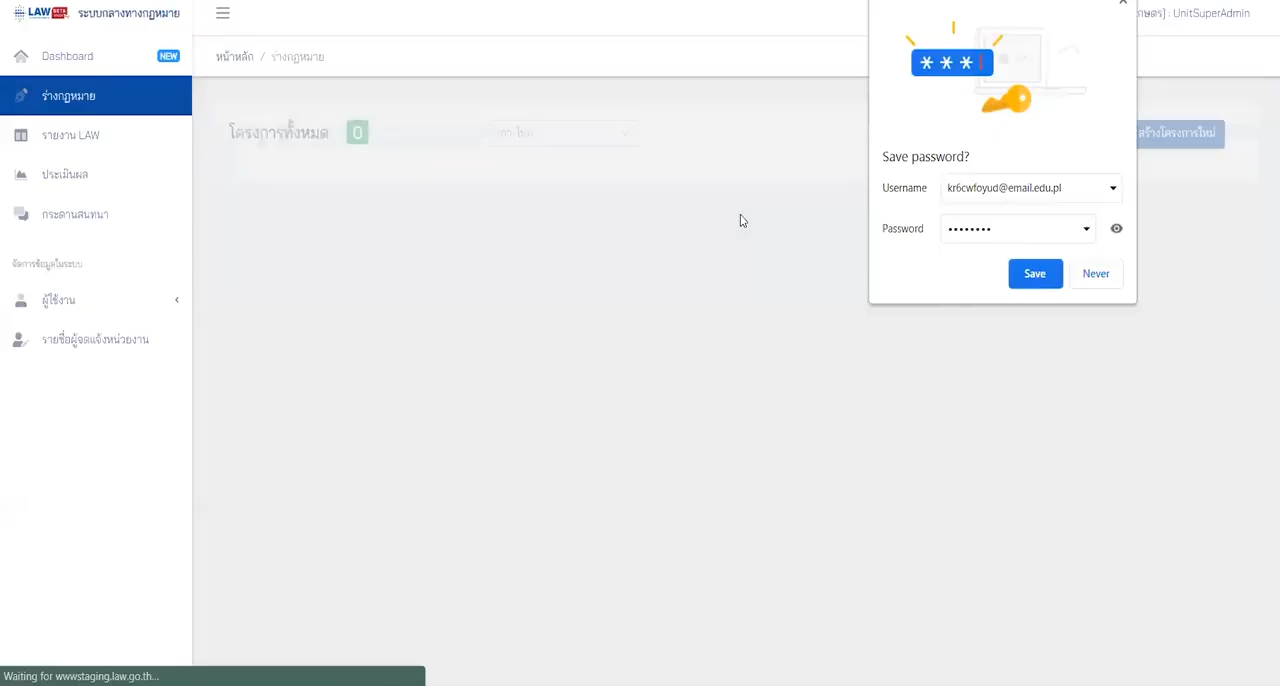 LAW BETA ระบบกลางทางกฎหมาย
เกษตร] : UnitSuperAdmin
Dashboard NEW
หน้าหลัก / ร่างกฎหมาย
ร่างกฎหมาย
โครงการทั้งหมด 0
สร้างโครงการใหม่
รายงาน LAW
ประเมินผล
กระดานสนทนา
จัดการข้อมูลในระบบ
ผู้ใช้งาน
รายชื่อผู้จดแจ้งหน่วยงาน
* * *
Save password?
Username kr6cwfoyud@email.edu.pl
Password ••••••••
Save Never
Waiting for wwwstaging.law.go.th...